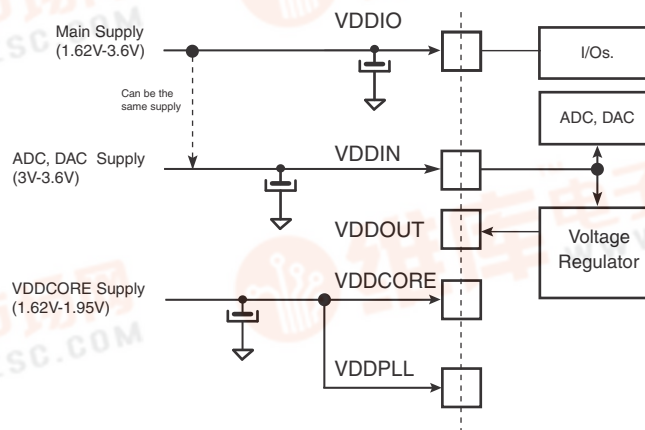 Main Supply
(1.62V-3.6V)
VDDIO
I/Os.
Can be the
same supply
ADC, DAC
ADC, DAC Supply
(3V-3.6V)
VDDIN
VDDOUT
Voltage
Regulator
VDDCORE Supply
(1.62V-1.95V)
VDDCORE
VDDPLL